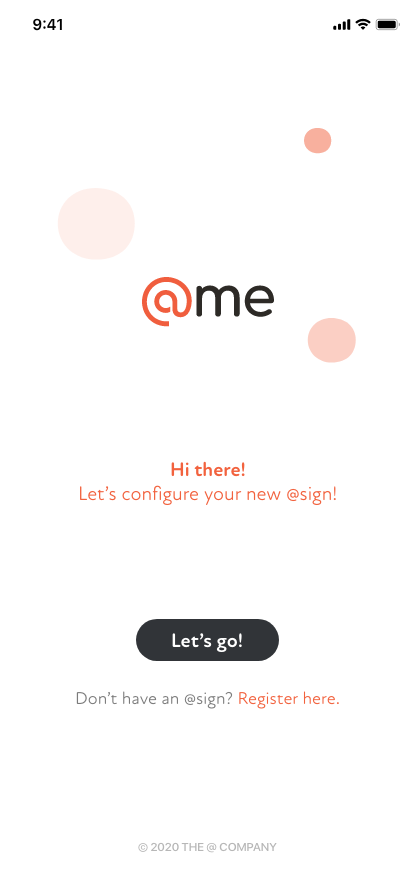 9:41
@me
Hi there!
Let's configure your new @sign!
Let's go!
Don't have an @sign? Register here.
© 2020 THE @ COMPANY